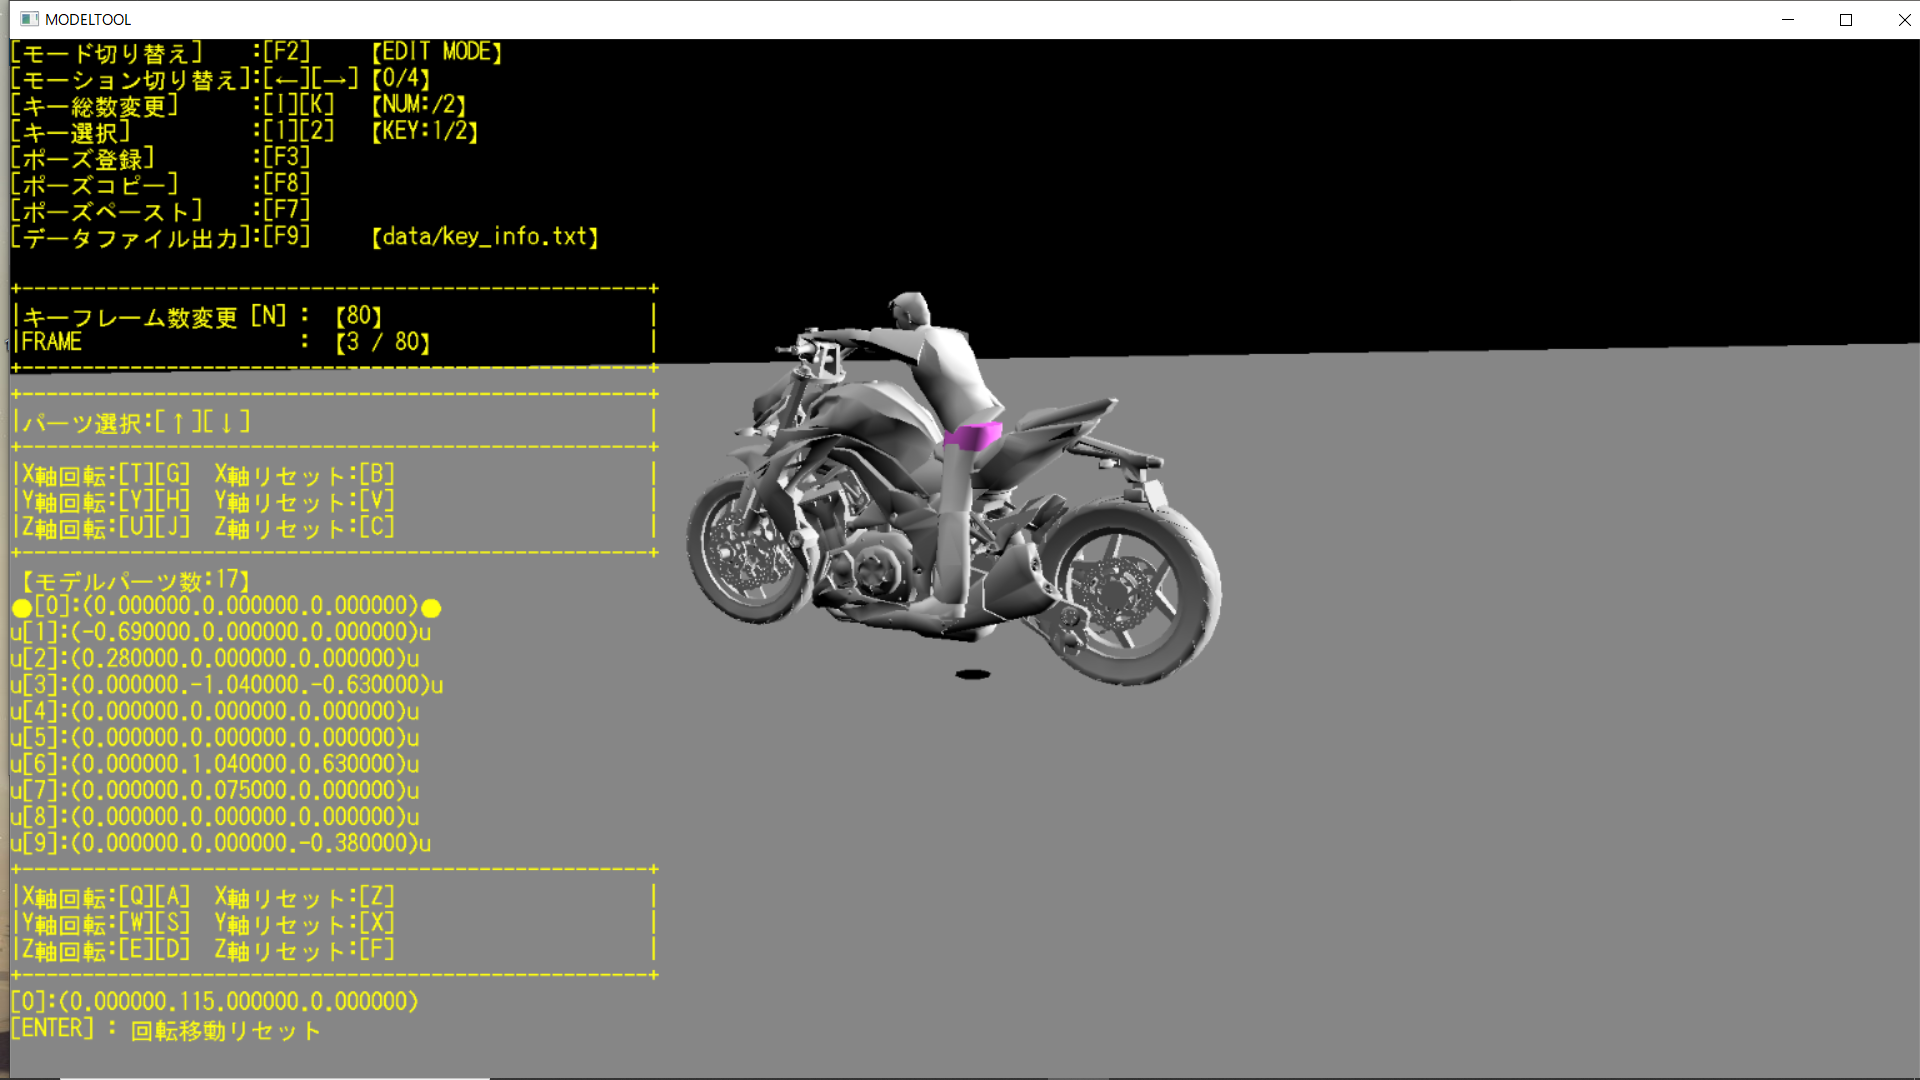 MODELTOOL
[モード切り替え] :[F2] 【EDIT MODE】
[モーション切り替え]:[←][→]【0/4】
[キー総数変更] :[I][K] 【NUM:/2】
[キー選択] :[1][2] 【KEY:1/2】
[ポーズ登録] :[F3]
[ポーズコピー] :[F8]
[ポーズペースト] :[F7]
[データファイル出力]:[F9] 【data/key_info.txt】
|キーフレーム数変更 [N] : 【80】 |
|FRAME : 【3 / 80】 |
|パーツ選択:[↑][↓] |
|X軸回転:[T][G] X軸リセット:[B] |
|Y軸回転:[Y][H] Y軸リセット:[V] |
|Z軸回転:[U][J] Z軸リセット:[C] |
【モデルパーツ数:17】
●[0]:(0.000000.0.000000.0.000000)●
u[1]:(-0.690000.0.000000.0.000000)u
u[2]:(0.280000.0.000000.0.000000)u
u[3]:(0.000000.-1.040000.-0.630000)u
u[4]:(0.000000.0.000000.0.000000)u
u[5]:(0.000000.0.000000.0.000000)u
u[6]:(0.000000.1.040000.0.630000)u
u[7]:(0.000000.0.075000.0.000000)u
u[8]:(0.000000.0.000000.0.000000)u
u[9]:(0.000000.0.000000.-0.380000)u
|X軸回転:[Q][A] X軸リセット:[Z] |
|Y軸回転:[W][S] Y軸リセット:[X] |
|Z軸回転:[E][D] Z軸リセット:[F] |
[0]:(0.000000.115.000000.0.000000)
[ENTER] : 回転移動リセット